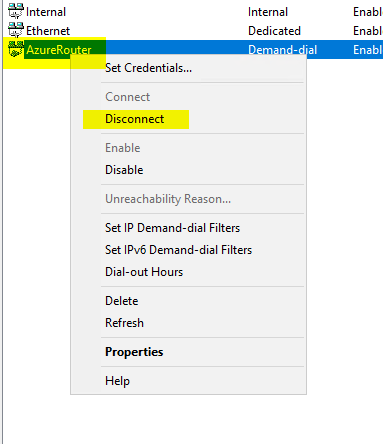 Internal Internal Enabl
Ethernet Dedicated Enabl
AzureRouter Demand-dial Enabl
Set Credentials...
Connect
Disconnect
Enable
Disable
Unreachability Reason...
Set IP Demand-dial Filters
Set IPv6 Demand-dial Filters
Dial-out Hours
Delete
Refresh
Properties
Help